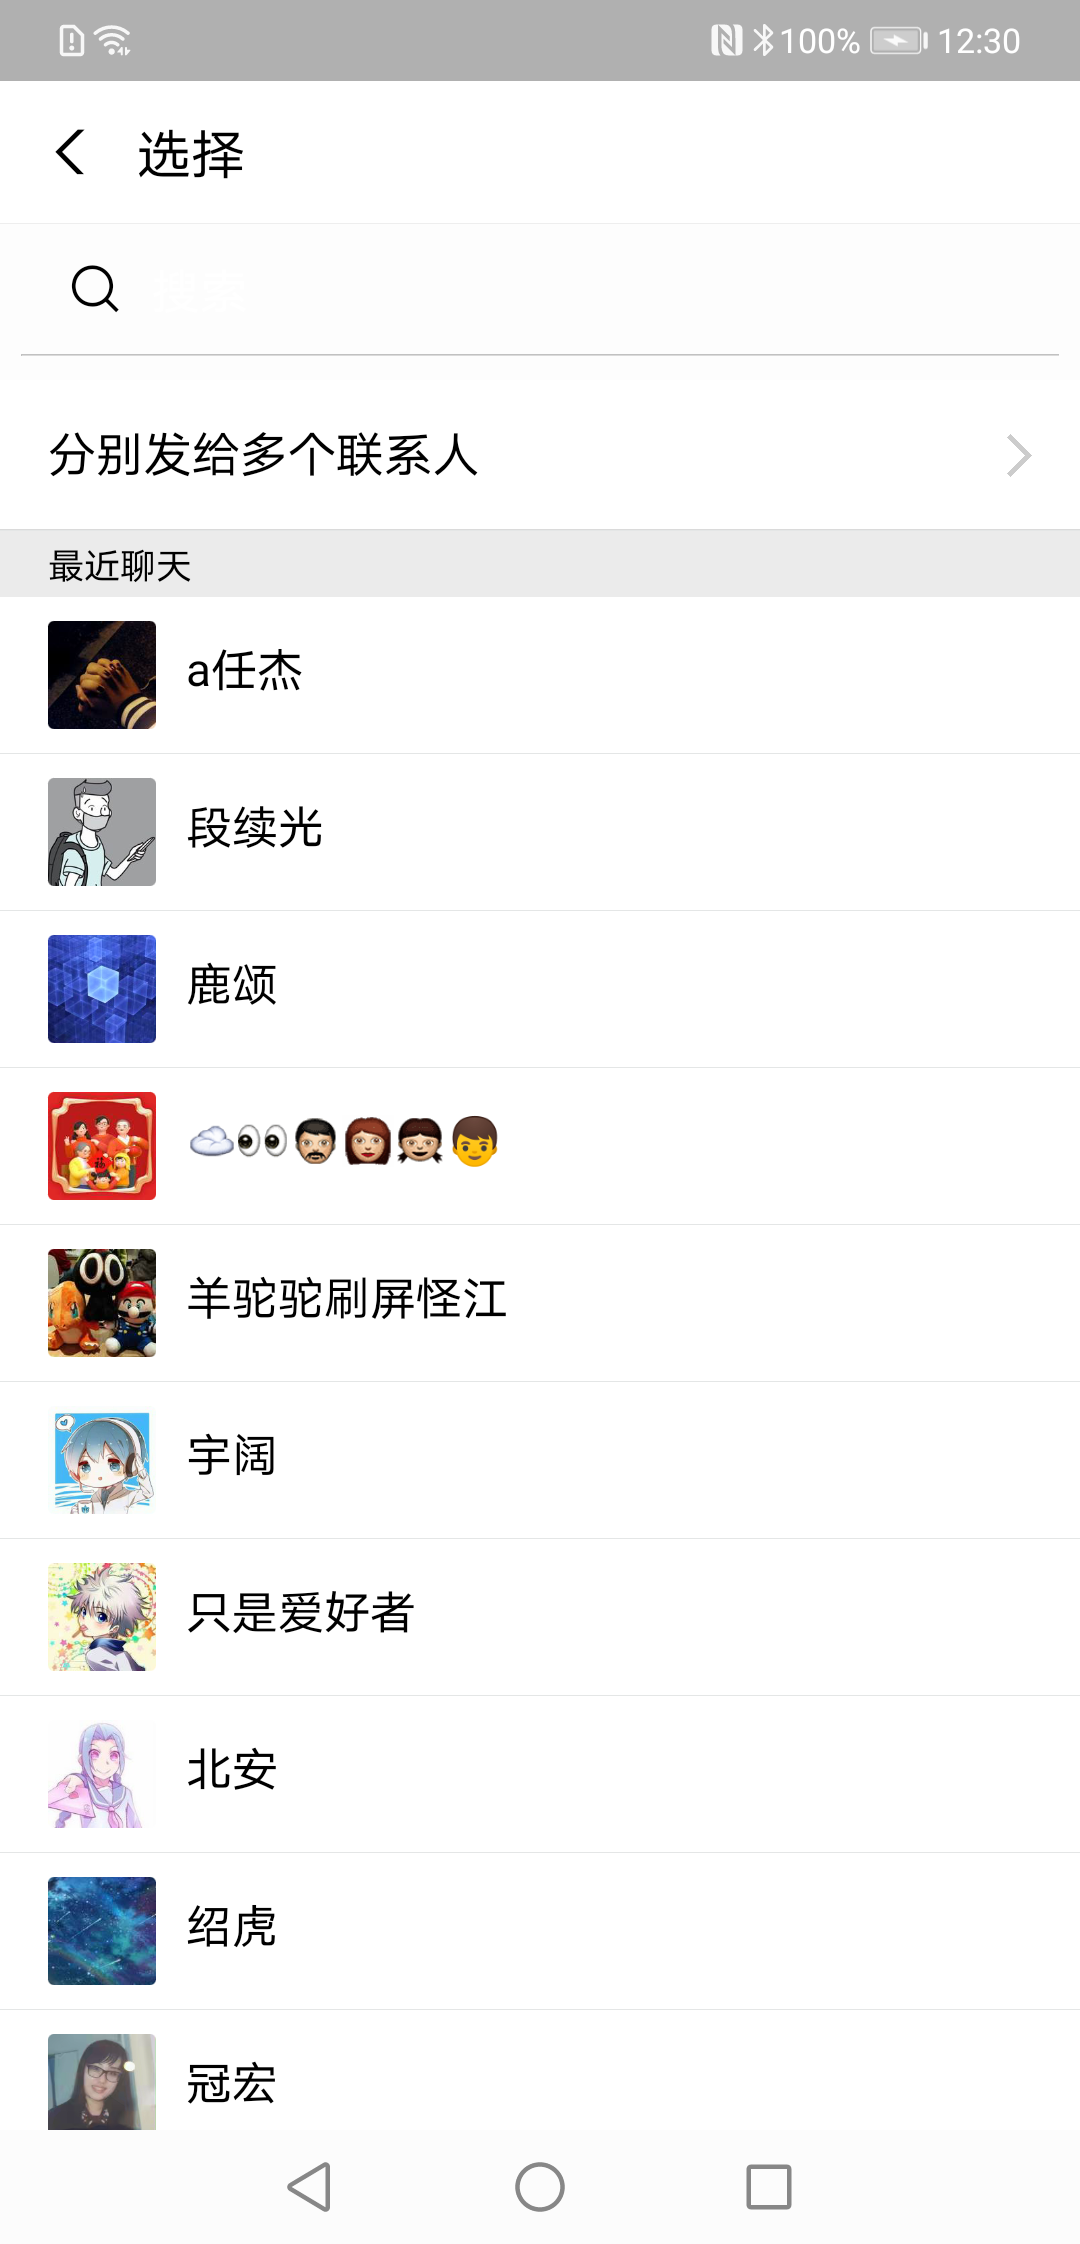 100% 12:30
选择
搜索
分别发给多个联系人
最近聊天
a任杰
段续光
鹿颂
☁️👀👨👩👧👦
羊驼驼刷屏怪江
宇阔
只是爱好者
北安
绍虎
冠宏